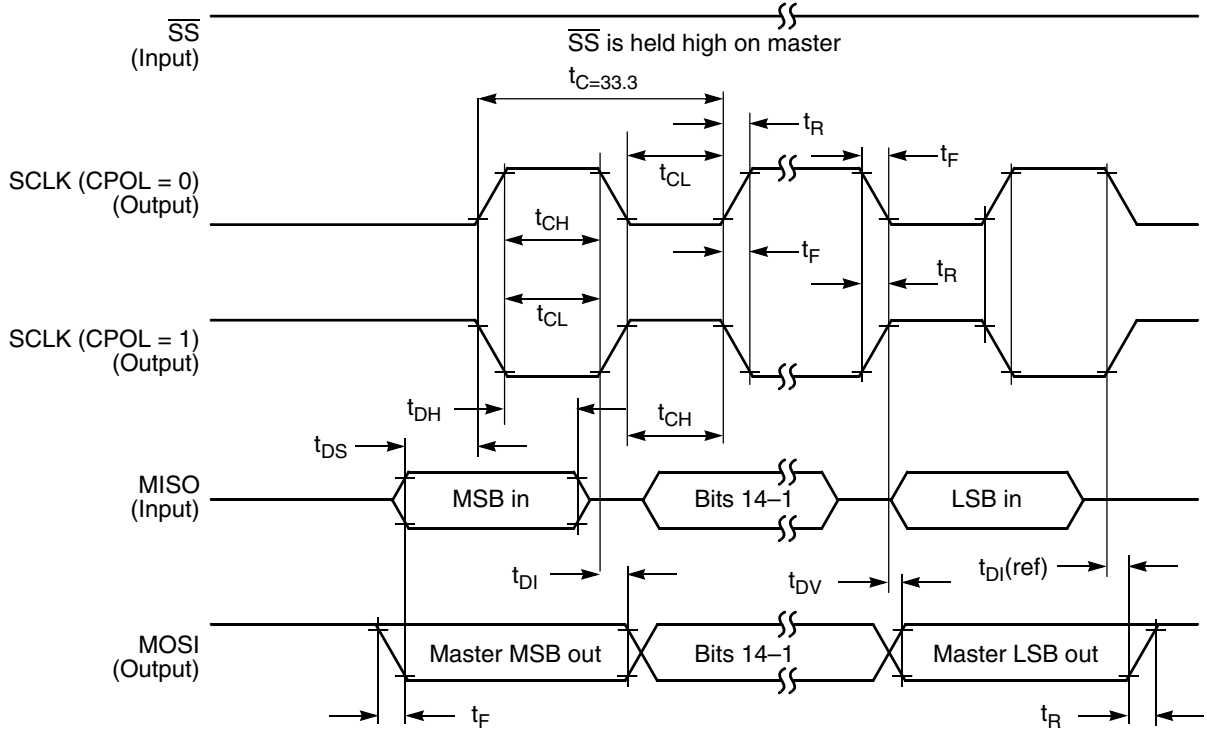 SS
(Input)
SS is held high on master
tC=33.3
tR
tF
tCL
SCLK (CPOL = 0)
(Output)
tCH
tF
tR
tCL
SCLK (CPOL = 1)
(Output)
tDH
tCH
tDS
MISO
(Input)
MSB in
Bits 14–1
LSB in
tDI
tDV
tDI(ref)
MOSI
(Output)
Master MSB out
Bits 14–1
Master LSB out
tF
tR